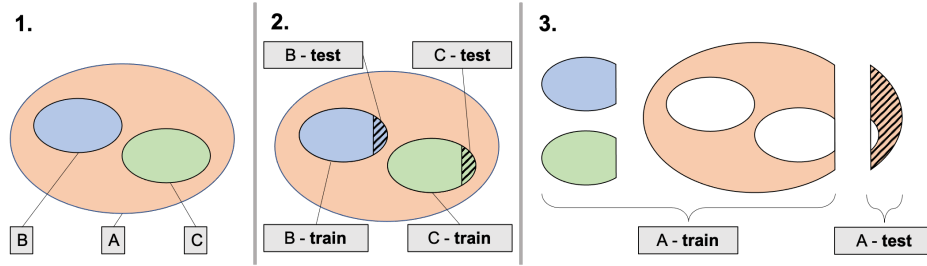 1.
B
A
C
2.
B - test
C - test
B - train
C - train
3.
A - train
A - test